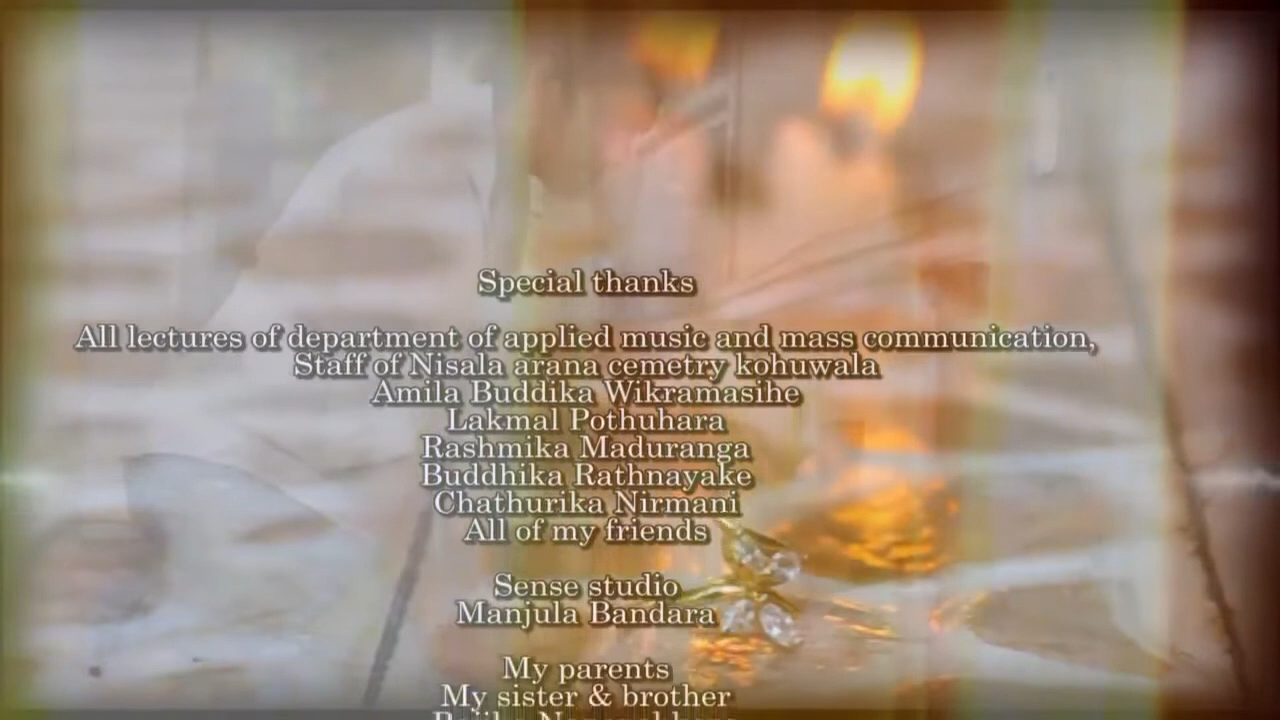 Special thanks
All lectures of department of applied music and mass communication,
Staff of Nisala arana cemetry kohuwala
Amila Buddika Wikramasihe
Lakmal Pothuhara
Rashmika Maduranga
Buddhika Rathnayake
Chathurika Nirmani
All of my friends
Sense studio
Manjula Bandara
My parents
My sister & brother